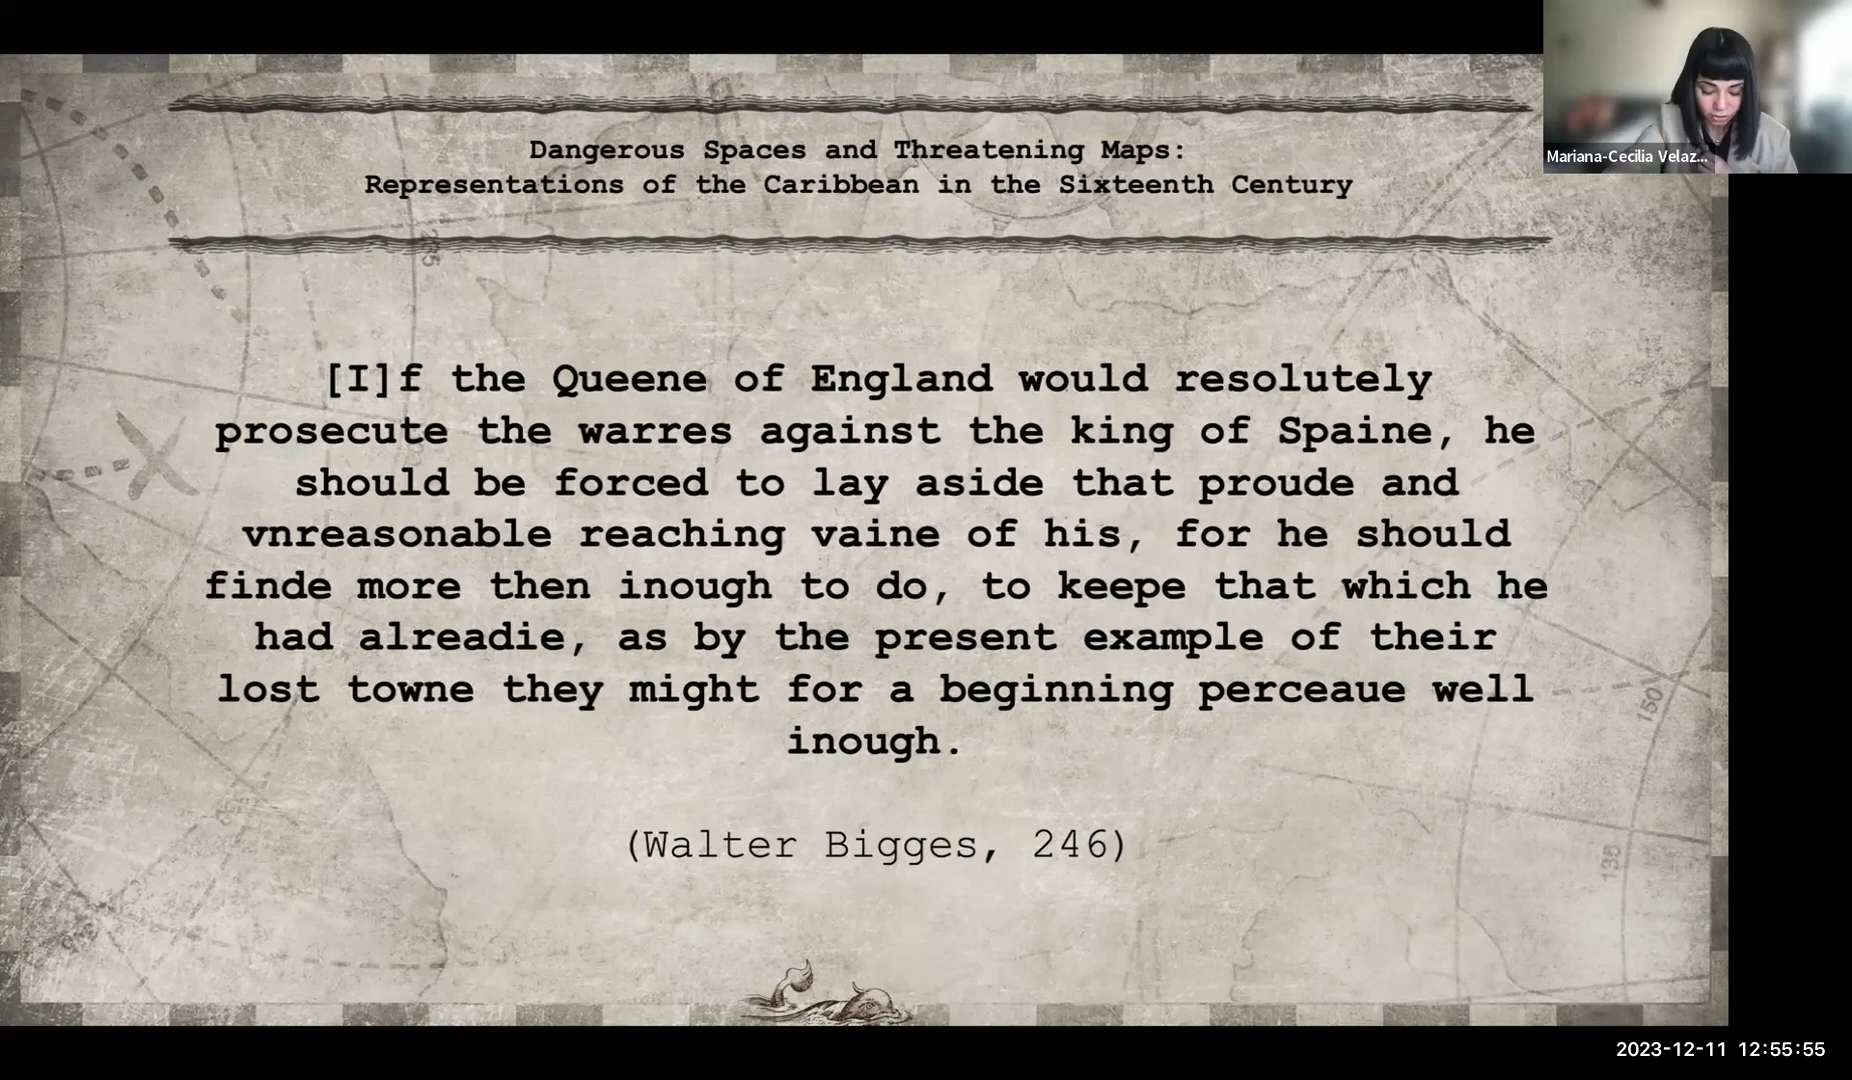 Dangerous Spaces and Threatening Maps:
Representations of the Caribbean in the Sixteenth Century
Mariana-Cecilia Velaz...
[I]f the Queene of England would resolutely
prosecute the warres against the king of Spaine, he
should be forced to lay aside that proude and
vnreasonable reaching vaine of his, for he should
finde more then inough to do, to keepe that which he
had alreadie, as by the present example of their
lost towne they might for a beginning perceaue well
inough.
(Walter Bigges, 246)
150
135
2023-12-11 12:55:55